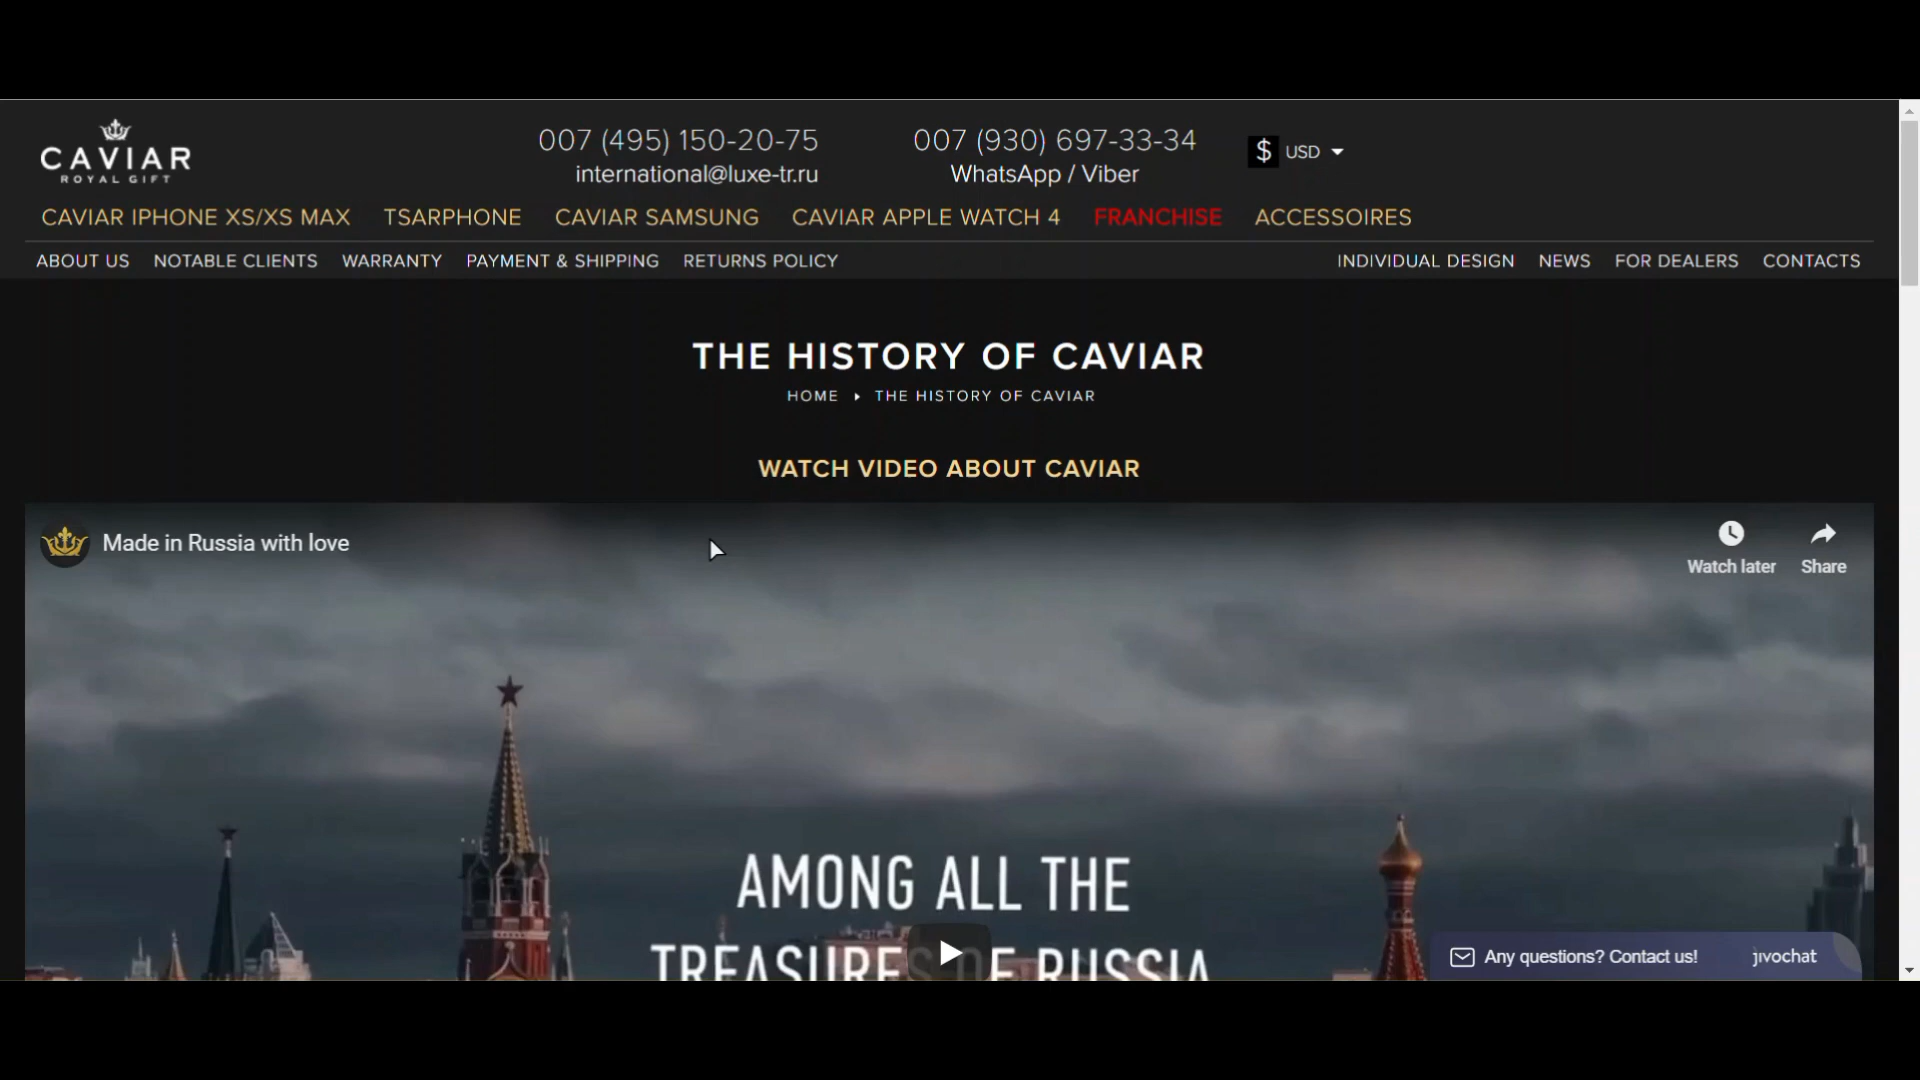 CAVIAR
ROYAL GIFT
007 (495) 150-20-75
international@luxe-tr.ru
007 (930) 697-33-34
WhatsApp / Viber
$ USD
CAVIAR IPHONE XS/XS MAX TSARPHONE CAVIAR SAMSUNG CAVIAR APPLE WATCH 4 FRANCHISE ACCESSOIRES
ABOUT US NOTABLE CLIENTS WARRANTY PAYMENT & SHIPPING RETURNS POLICY INDIVIDUAL DESIGN NEWS FOR DEALERS CONTACTS
THE HISTORY OF CAVIAR
HOME ▸ THE HISTORY OF CAVIAR
WATCH VIDEO ABOUT CAVIAR
Made in Russia with love
Watch later Share
AMONG ALL THE
TREASURES OF RUSSIA
Any questions? Contact us! jivochat